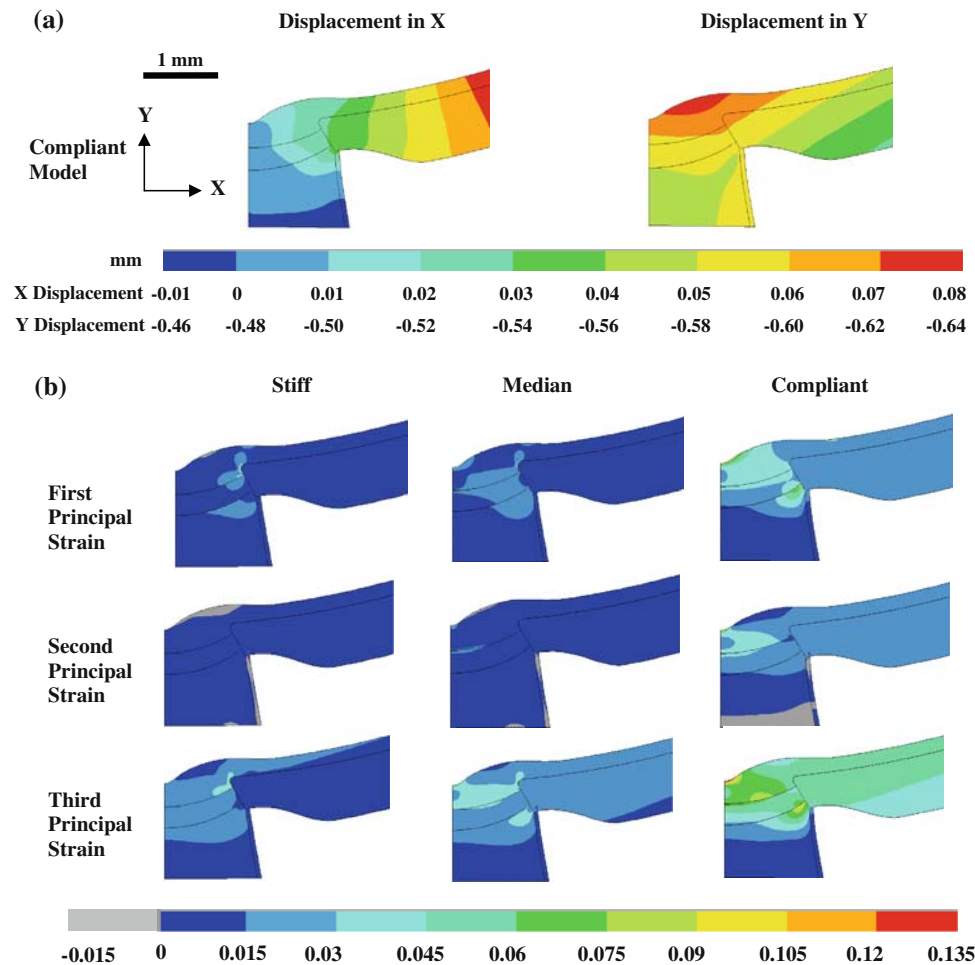 (a)
Displacement in X
Displacement in Y
1 mm
Y
X
Compliant
Model
mm
X Displacement -0.01 0 0.01 0.02 0.03 0.04 0.05 0.06 0.07 0.08
Y Displacement -0.46 -0.48 -0.50 -0.52 -0.54 -0.56 -0.58 -0.60 -0.62 -0.64
(b)
Stiff
Median
Compliant
First
Principal
Strain
Second
Principal
Strain
Third
Principal
Strain
-0.015 0 0.015 0.03 0.045 0.06 0.075 0.09 0.105 0.12 0.135